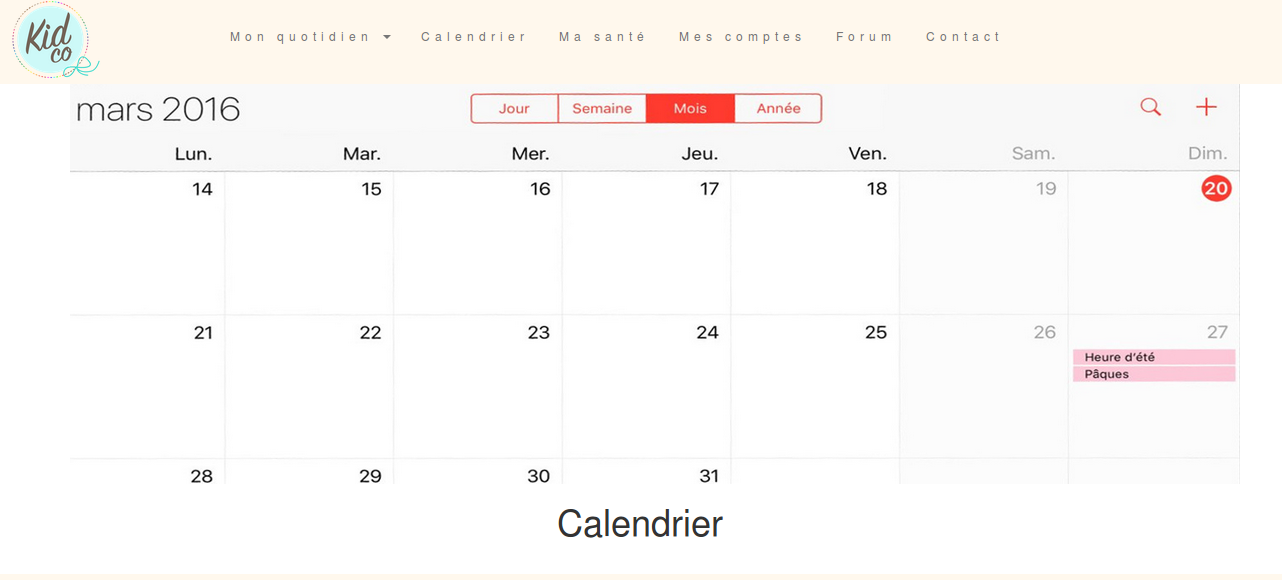 Kid
co
Mon quotidien Calendrier Ma santé Mes comptes Forum Contact
mars 2016 Jour Semaine Mois Année
Lun. Mar. Mer. Jeu. Ven. Sam. Dim.
14 15 16 17 18 19 20
21 22 23 24 25 26 27
Heure d'été
Pâques
28 29 30 31
Calendrier